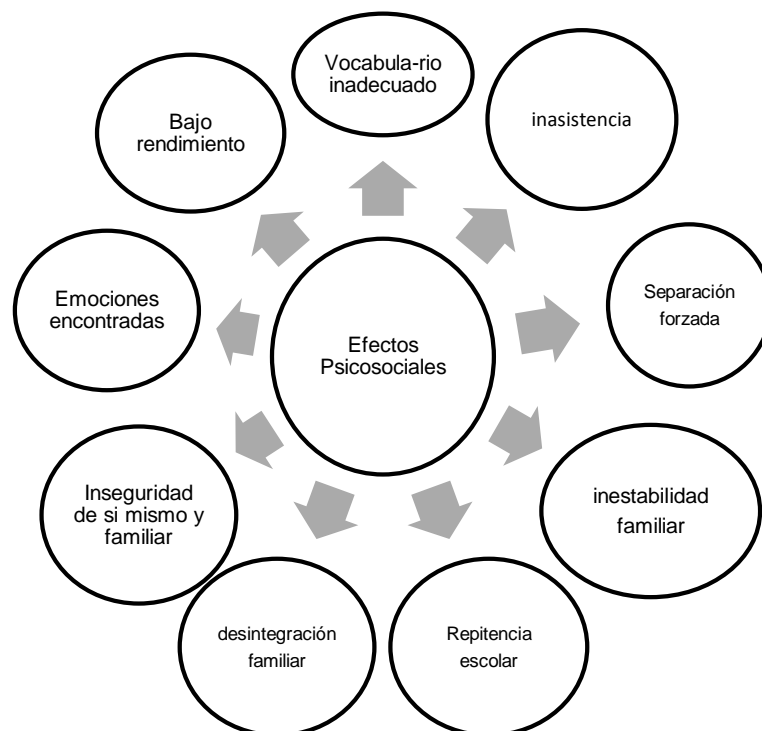 Vocabula-rio
inadecuado
inasistencia
Separación
forzada
inestabilidad
familiar
Repitencia
escolar
desintegración
familiar
Inseguridad
de si mismo y
familiar
Emociones
encontradas
Bajo
rendimiento
Efectos
Psicosociales